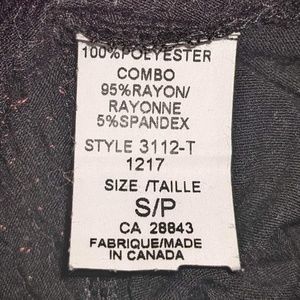 100%POLYESTER
COMBO
95%RAYON/
RAYONNE
5%SPANDEX
STYLE 3112-T
1217
SIZE /TAILLE
S/P
CA 28843
FABRIQUE/MADE
IN CANADA